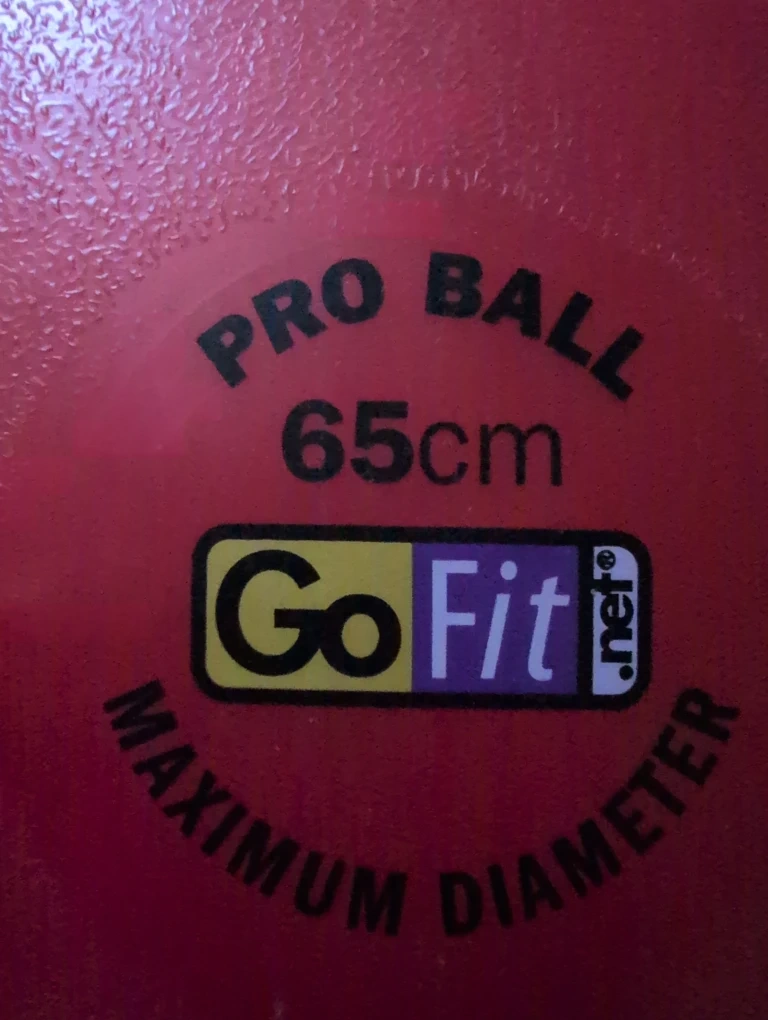 PRO BALL
65cm
GoFit.net®
MAXIMUM DIAMETER